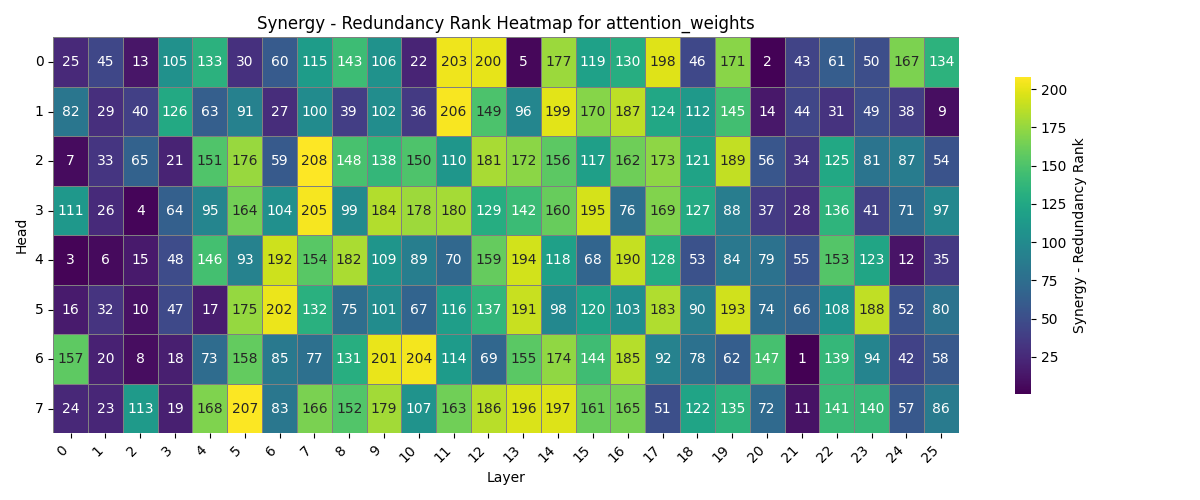 Synergy - Redundancy Rank Heatmap for attention_weights
0 25 45 13 105 133 30 60 115 143 106 22 203 200 5 177 119 130 198 46 171 2 43 61 50 167 134
1 82 29 40 126 63 91 27 100 39 102 36 206 149 96 199 170 187 124 112 145 14 44 31 49 38 9
2 7 33 65 21 151 176 59 208 148 138 150 110 181 172 156 117 162 173 121 189 56 34 125 81 87 54
3 111 26 4 64 95 164 104 205 99 184 178 180 129 142 160 195 76 169 127 88 37 28 136 41 71 97
4 3 6 15 48 146 93 192 154 182 109 89 70 159 194 118 68 190 128 53 84 79 55 153 123 12 35
5 16 32 10 47 17 175 202 132 75 101 67 116 137 191 98 120 103 183 90 193 74 66 108 188 52 80
6 157 20 8 18 73 158 85 77 131 201 204 114 69 155 174 144 185 92 78 62 147 1 139 94 42 58
7 24 23 113 19 168 207 83 166 152 179 107 163 186 196 197 161 165 51 122 135 72 11 141 140 57 86
0 1 2 3 4 5 6 7 8 9 10 11 12 13 14 15 16 17 18 19 20 21 22 23 24 25
Layer
Head
200
175
150
125
100
75
50
25
Synergy - Redundancy Rank